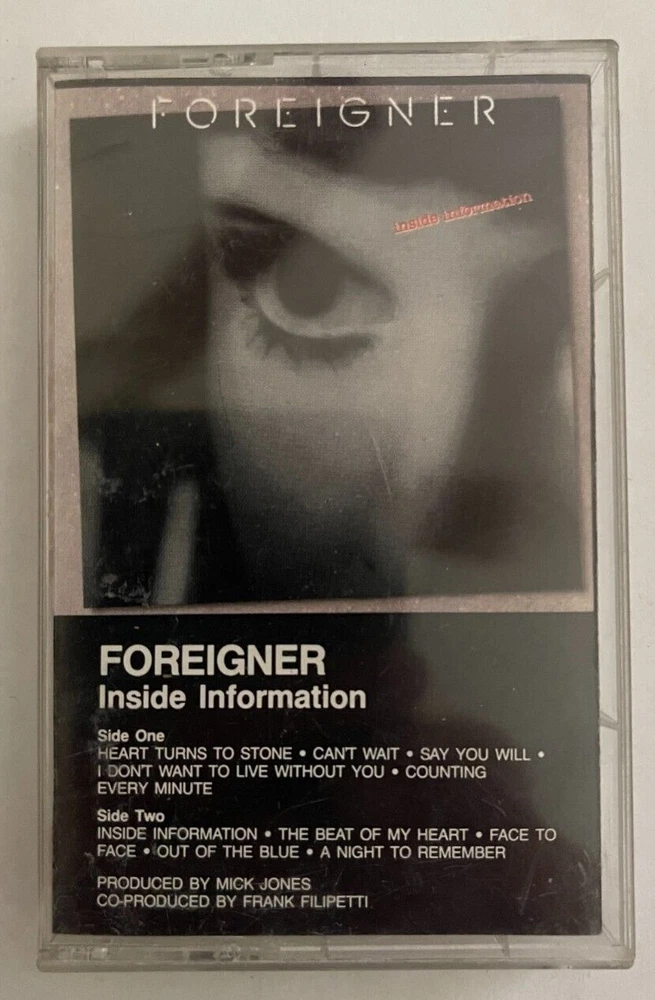 FOREIGNER
inside information
FOREIGNER
Inside Information
Side One
HEART TURNS TO STONE • CAN'T WAIT • SAY YOU WILL •
I DON'T WANT TO LIVE WITHOUT YOU • COUNTING
EVERY MINUTE
Side Two
INSIDE INFORMATION • THE BEAT OF MY HEART • FACE TO
FACE • OUT OF THE BLUE • A NIGHT TO REMEMBER
PRODUCED BY MICK JONES
CO-PRODUCED BY FRANK FILIPETTI